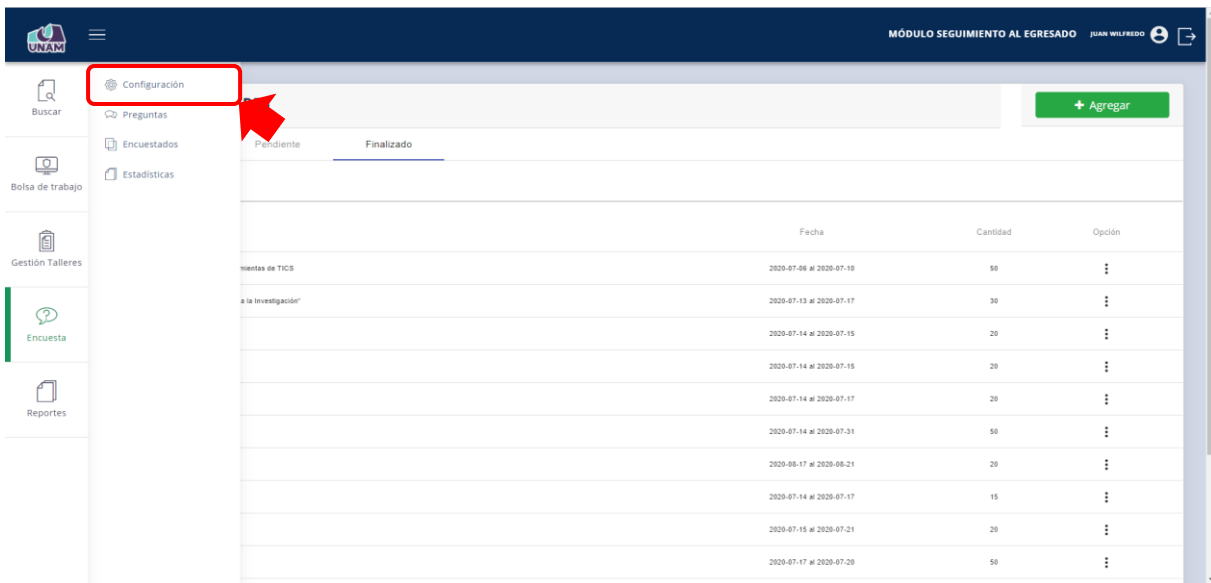 UNAM
MÓDULO SEGUIMIENTO AL EGRESADO JUAN WILFREDO
Buscar
Bolsa de trabajo
Gestión Talleres
Encuesta
Reportes
Configuración
Preguntas
Encuestados
Estadísticas
+ Agregar
Pendiente Finalizado
Fecha Cantidad Opción
mientas de TICS 2020-07-06 al 2020-07-10 50
a la Investigación" 2020-07-13 al 2020-07-17 30
2020-07-14 al 2020-07-15 20
2020-07-14 al 2020-07-15 20
2020-07-14 al 2020-07-17 20
2020-07-14 al 2020-07-31 50
2020-08-17 al 2020-08-21 20
2020-07-14 al 2020-07-17 15
2020-07-15 al 2020-07-21 20
2020-07-17 al 2020-07-20 50